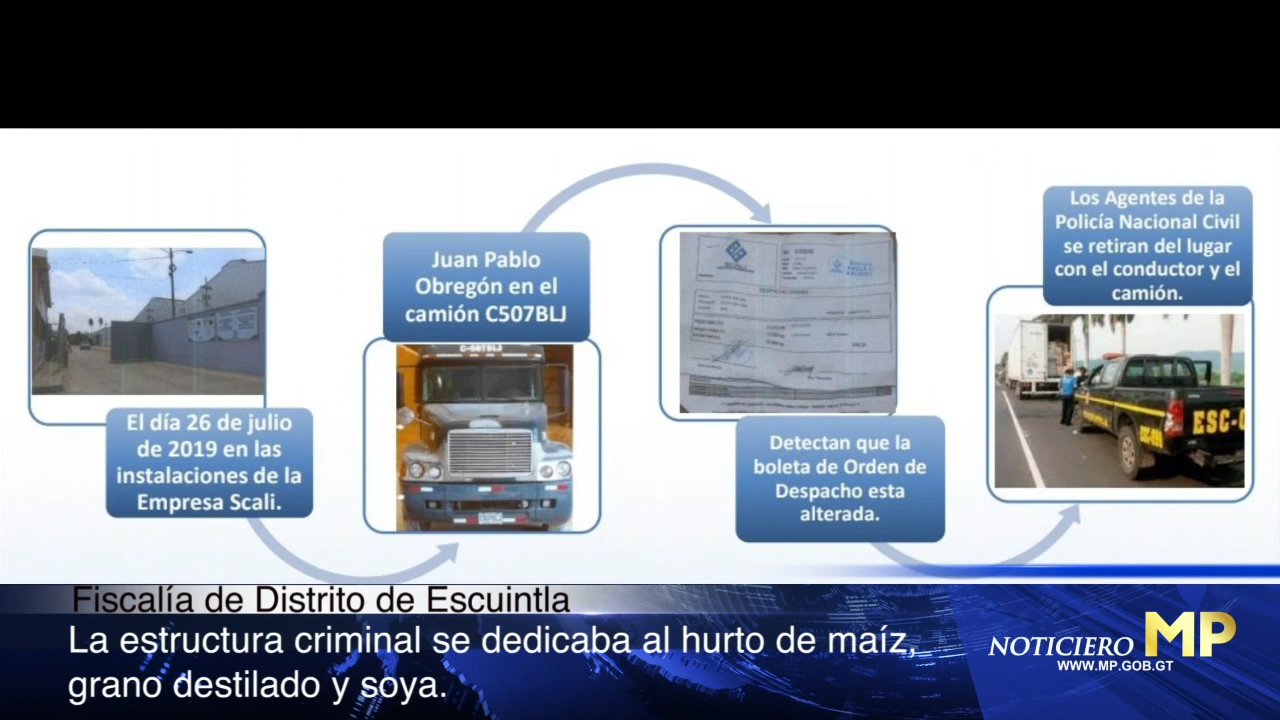 El día 26 de julio
de 2019 en las
instalaciones de la
Empresa Scali.
Juan Pablo
Obregón en el
camión C507BLJ
C-507BLJ
DESPACHO GRANEL
Detectan que la
boleta de Orden de
Despacho esta
alterada.
Los Agentes de la
Policía Nacional Civil
se retiran del lugar
con el conductor y el
camión.
Fiscalía de Distrito de Escuintla
La estructura criminal se dedicaba al hurto de maíz,
grano destilado y soya.
NOTICIERO MP
WWW.MP.GOB.GT